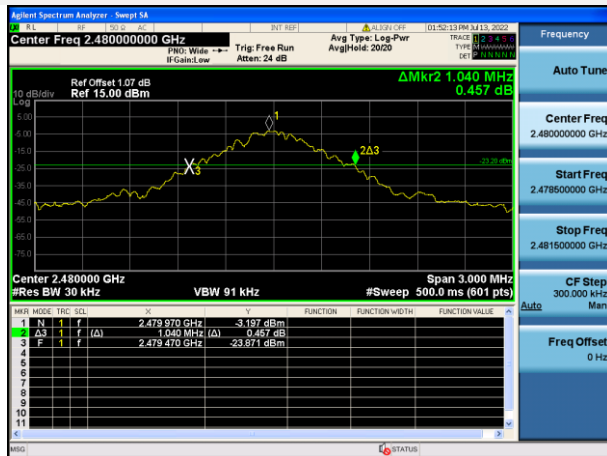 Agilent Spectrum Analyzer - Swept SA
RL RF 50 Ω AC INT REF ALIGN OFF 01:52:13 PM Jul 13, 2022
Center Freq 2.480000000 GHz
PNO: Wide
IFGain:Low
Trig: Free Run
Atten: 24 dB
Avg Type: Log-Pwr
Avg|Hold: 20/20
TRACE 1 2 3 4 5 6
TYPE M
DET P N N N N N
Ref Offset 1.07 dB
Ref 15.00 dBm
ΔMkr2 1.040 MHz
0.457 dB
10 dB/div
Log
5.00
-5.00
-15.0
-25.0
-35.0
-45.0
-55.0
-65.0
-75.0
1
2Δ3
3
-23.20 dBm
Center 2.480000 GHz
#Res BW 30 kHz
VBW 91 kHz
Span 3.000 MHz
#Sweep 500.0 ms (601 pts)
MKR MODE TRC SCL X Y FUNCTION FUNCTION WIDTH FUNCTION VALUE
1 N 1 f 2.479 970 GHz -3.197 dBm
2 Δ3 1 f (Δ) 1.040 MHz (Δ) 0.457 dB
3 F 1 f 2.479 470 GHz -23.871 dBm
4
5
6
7
8
9
10
11
MSG STATUS
Frequency
Auto Tune
Center Freq
2.480000000 GHz
Start Freq
2.478500000 GHz
Stop Freq
2.481500000 GHz
CF Step
300.000 kHz
Auto Man
Freq Offset
0 Hz